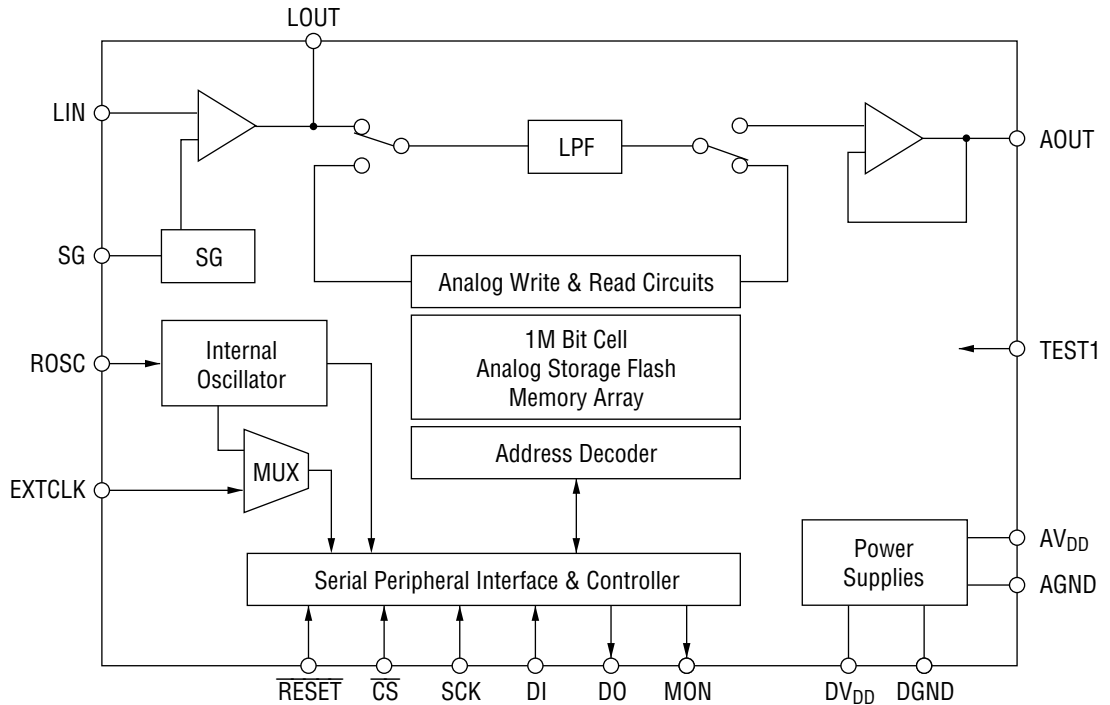 LOUT
LIN
LPF
AOUT
SG
SG
Analog Write & Read Circuits
1M Bit Cell
Analog Storage Flash
Memory Array
ROSC
Internal
Oscillator
TEST1
Address Decoder
MUX
EXTCLK
Power
Supplies
AVDD
AGND
Serial Peripheral Interface & Controller
RESET
CS
SCK
DI
DO
MON
DVDD
DGND